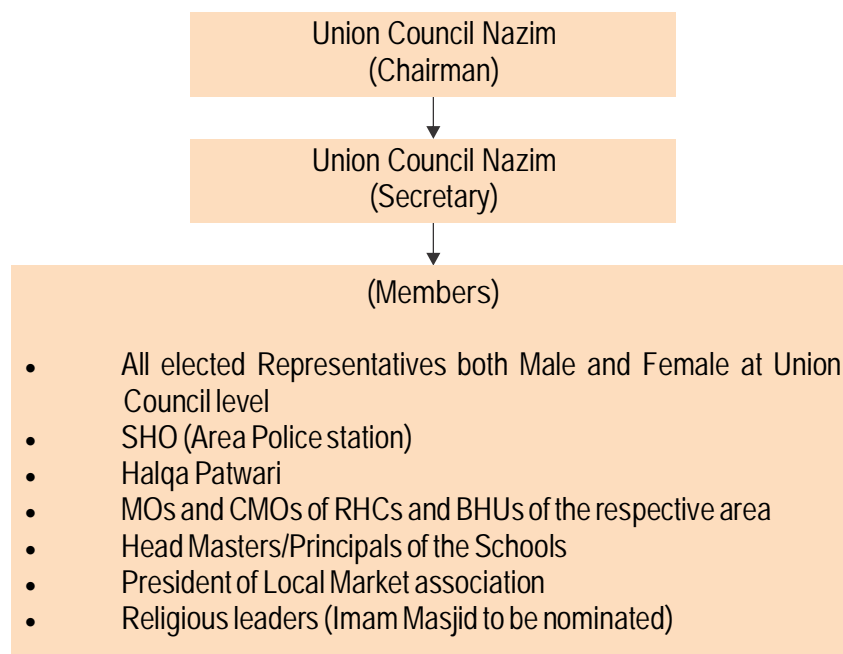 Union Council Nazim
(Chairman)
Union Council Nazim
(Secretary)
(Members)
• All elected Representatives both Male and Female at Union
Council level
• SHO (Area Police station)
• Halqa Patwari
• MOs and CMOs of RHCs and BHUs of the respective area
• Head Masters/Principals of the Schools
• President of Local Market association
• Religious leaders (Imam Masjid to be nominated)